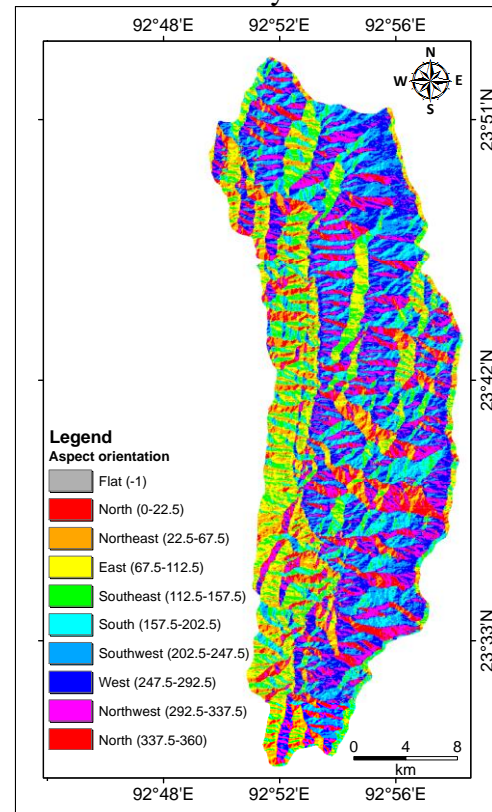 92°48'E 92°52'E 92°56'E
N
W E
S
23°51'N
23°42'N
23°33'N
Legend
Aspect orientation
Flat (-1)
North (0-22.5)
Northeast (22.5-67.5)
East (67.5-112.5)
Southeast (112.5-157.5)
South (157.5-202.5)
Southwest (202.5-247.5)
West (247.5-292.5)
Northwest (292.5-337.5)
North (337.5-360)
0 4 8
km
92°48'E 92°52'E 92°56'E